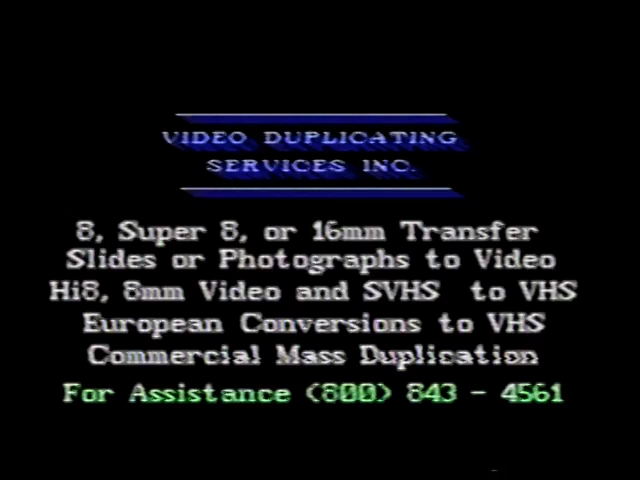 VIDEO DUPLICATING
SERVICES INC.
8, Super 8, or 16mm Transfer
Slides or Photographs to Video
Hi8, 8mm Video and SVHS to VHS
European Conversions to VHS
Commercial Mass Duplication
For Assistance (800) 843 - 4561